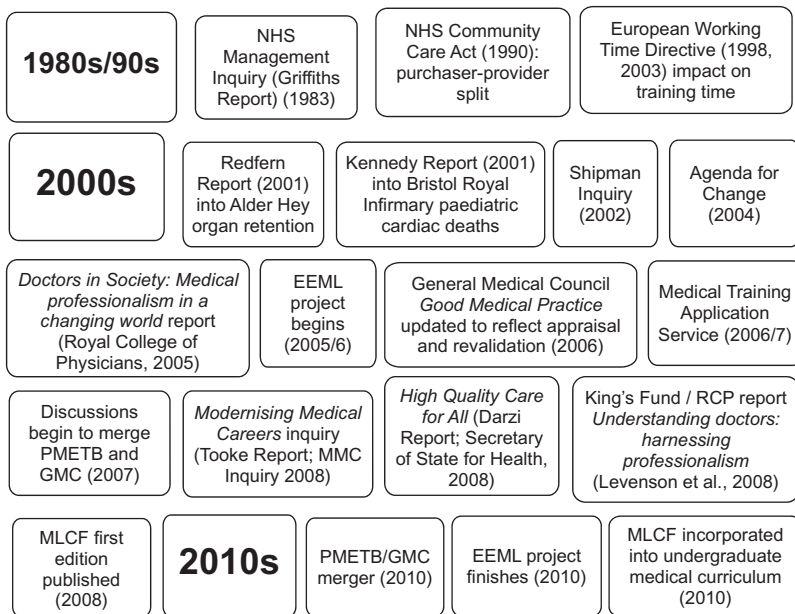 1980s/90s
NHS
Management
Inquiry (Griffiths
Report) (1983)
NHS Community
Care Act (1990):
purchaser-provider
split
European Working
Time Directive (1998,
2003) impact on
training time
2000s
Redfern
Report (2001)
into Alder Hey
organ retention
Kennedy Report (2001)
into Bristol Royal
Infirmary paediatric
cardiac deaths
Shipman
Inquiry
(2002)
Agenda for
Change
(2004)
Doctors in Society: Medical
professionalism in a
changing world report
(Royal College of
Physicians, 2005)
EEML
project
begins
(2005/6)
General Medical Council
Good Medical Practice
updated to reflect appraisal
and revalidation (2006)
Medical Training
Application
Service (2006/7)
Discussions
begin to merge
PMETB and
GMC (2007)
Modernising Medical
Careers inquiry
(Tooke Report; MMC
Inquiry 2008)
High Quality Care
for All (Darzi
Report; Secretary
of State for Health,
2008)
King's Fund / RCP report
Understanding doctors:
harnessing
professionalism
(Levenson et al., 2008)
MLCF first
edition
published
(2008)
2010s
PMETB/GMC
merger (2010)
EEML project
finishes (2010)
MLCF incorporated
into undergraduate
medical curriculum
(2010)